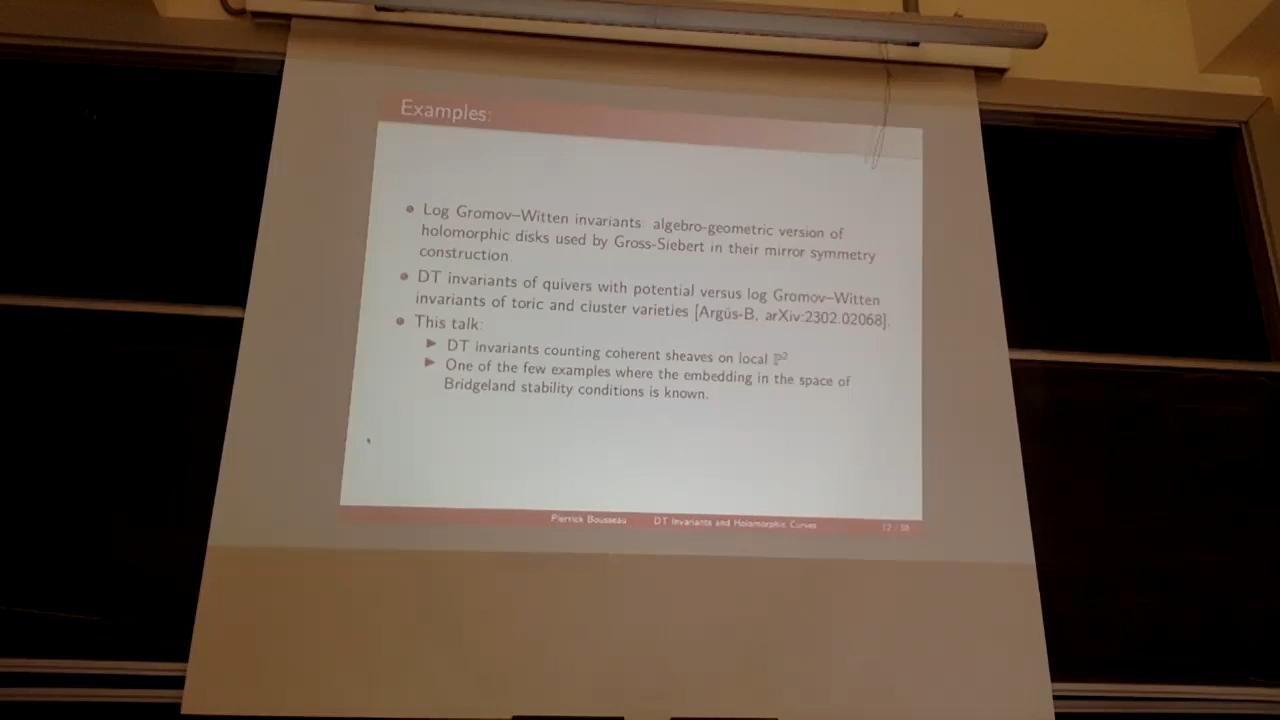 Examples:
Log Gromov–Witten invariants algebro-geometric version of
holomorphic disks used by Gross-Siebert in their mirror symmetry
construction.
DT invariants of quivers with potential versus log Gromov–Witten
invariants of toric and cluster varieties [Argüs-B, arXiv:2302.02068].
This talk:
DT invariants counting coherent sheaves on local ℙ²
One of the few examples where the embedding in the space of
Bridgeland stability conditions is known.
Pierrick Bousseau DT Invariants and Holomorphic Curves 12 /